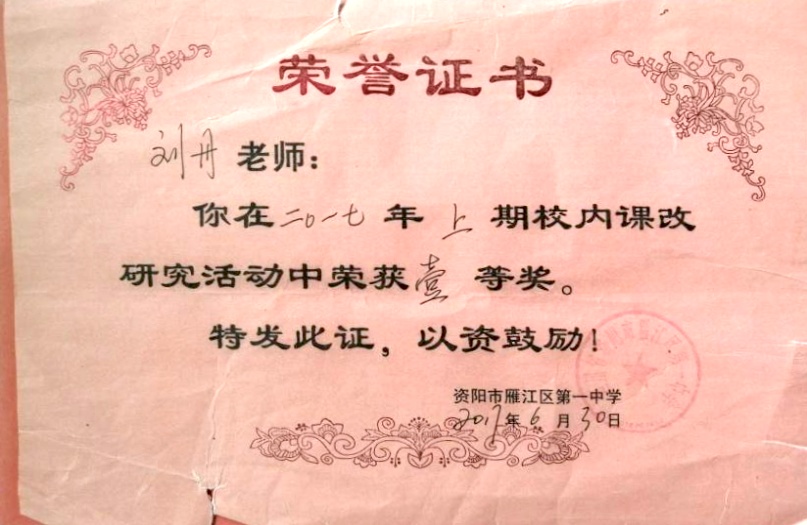 荣誉证书
刘丹 老师：
你在二〇一七年上期校内课改
研究活动中荣获壹等奖。
特发此证，以资鼓励！
资阳市雁江区第一中学
2017年6月30日